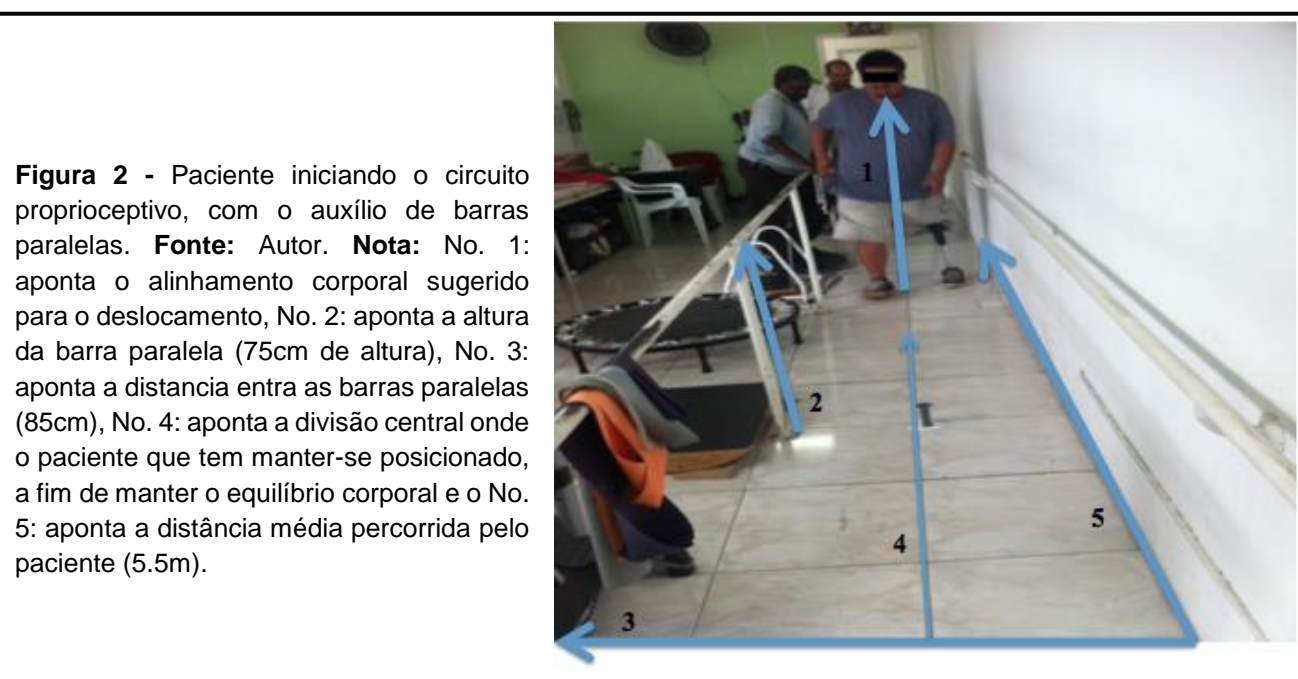 Figura 2 - Paciente iniciando o circuito
proprioceptivo, com o auxílio de barras
paralelas. Fonte: Autor. Nota: No. 1:
aponta o alinhamento corporal sugerido
para o deslocamento, No. 2: aponta a altura
da barra paralela (75cm de altura), No. 3:
aponta a distancia entra as barras paralelas
(85cm), No. 4: aponta a divisão central onde
o paciente que tem manter-se posicionado,
a fim de manter o equilíbrio corporal e o No.
5: aponta a distância média percorrida pelo
paciente (5.5m).
1
2
5
4
3